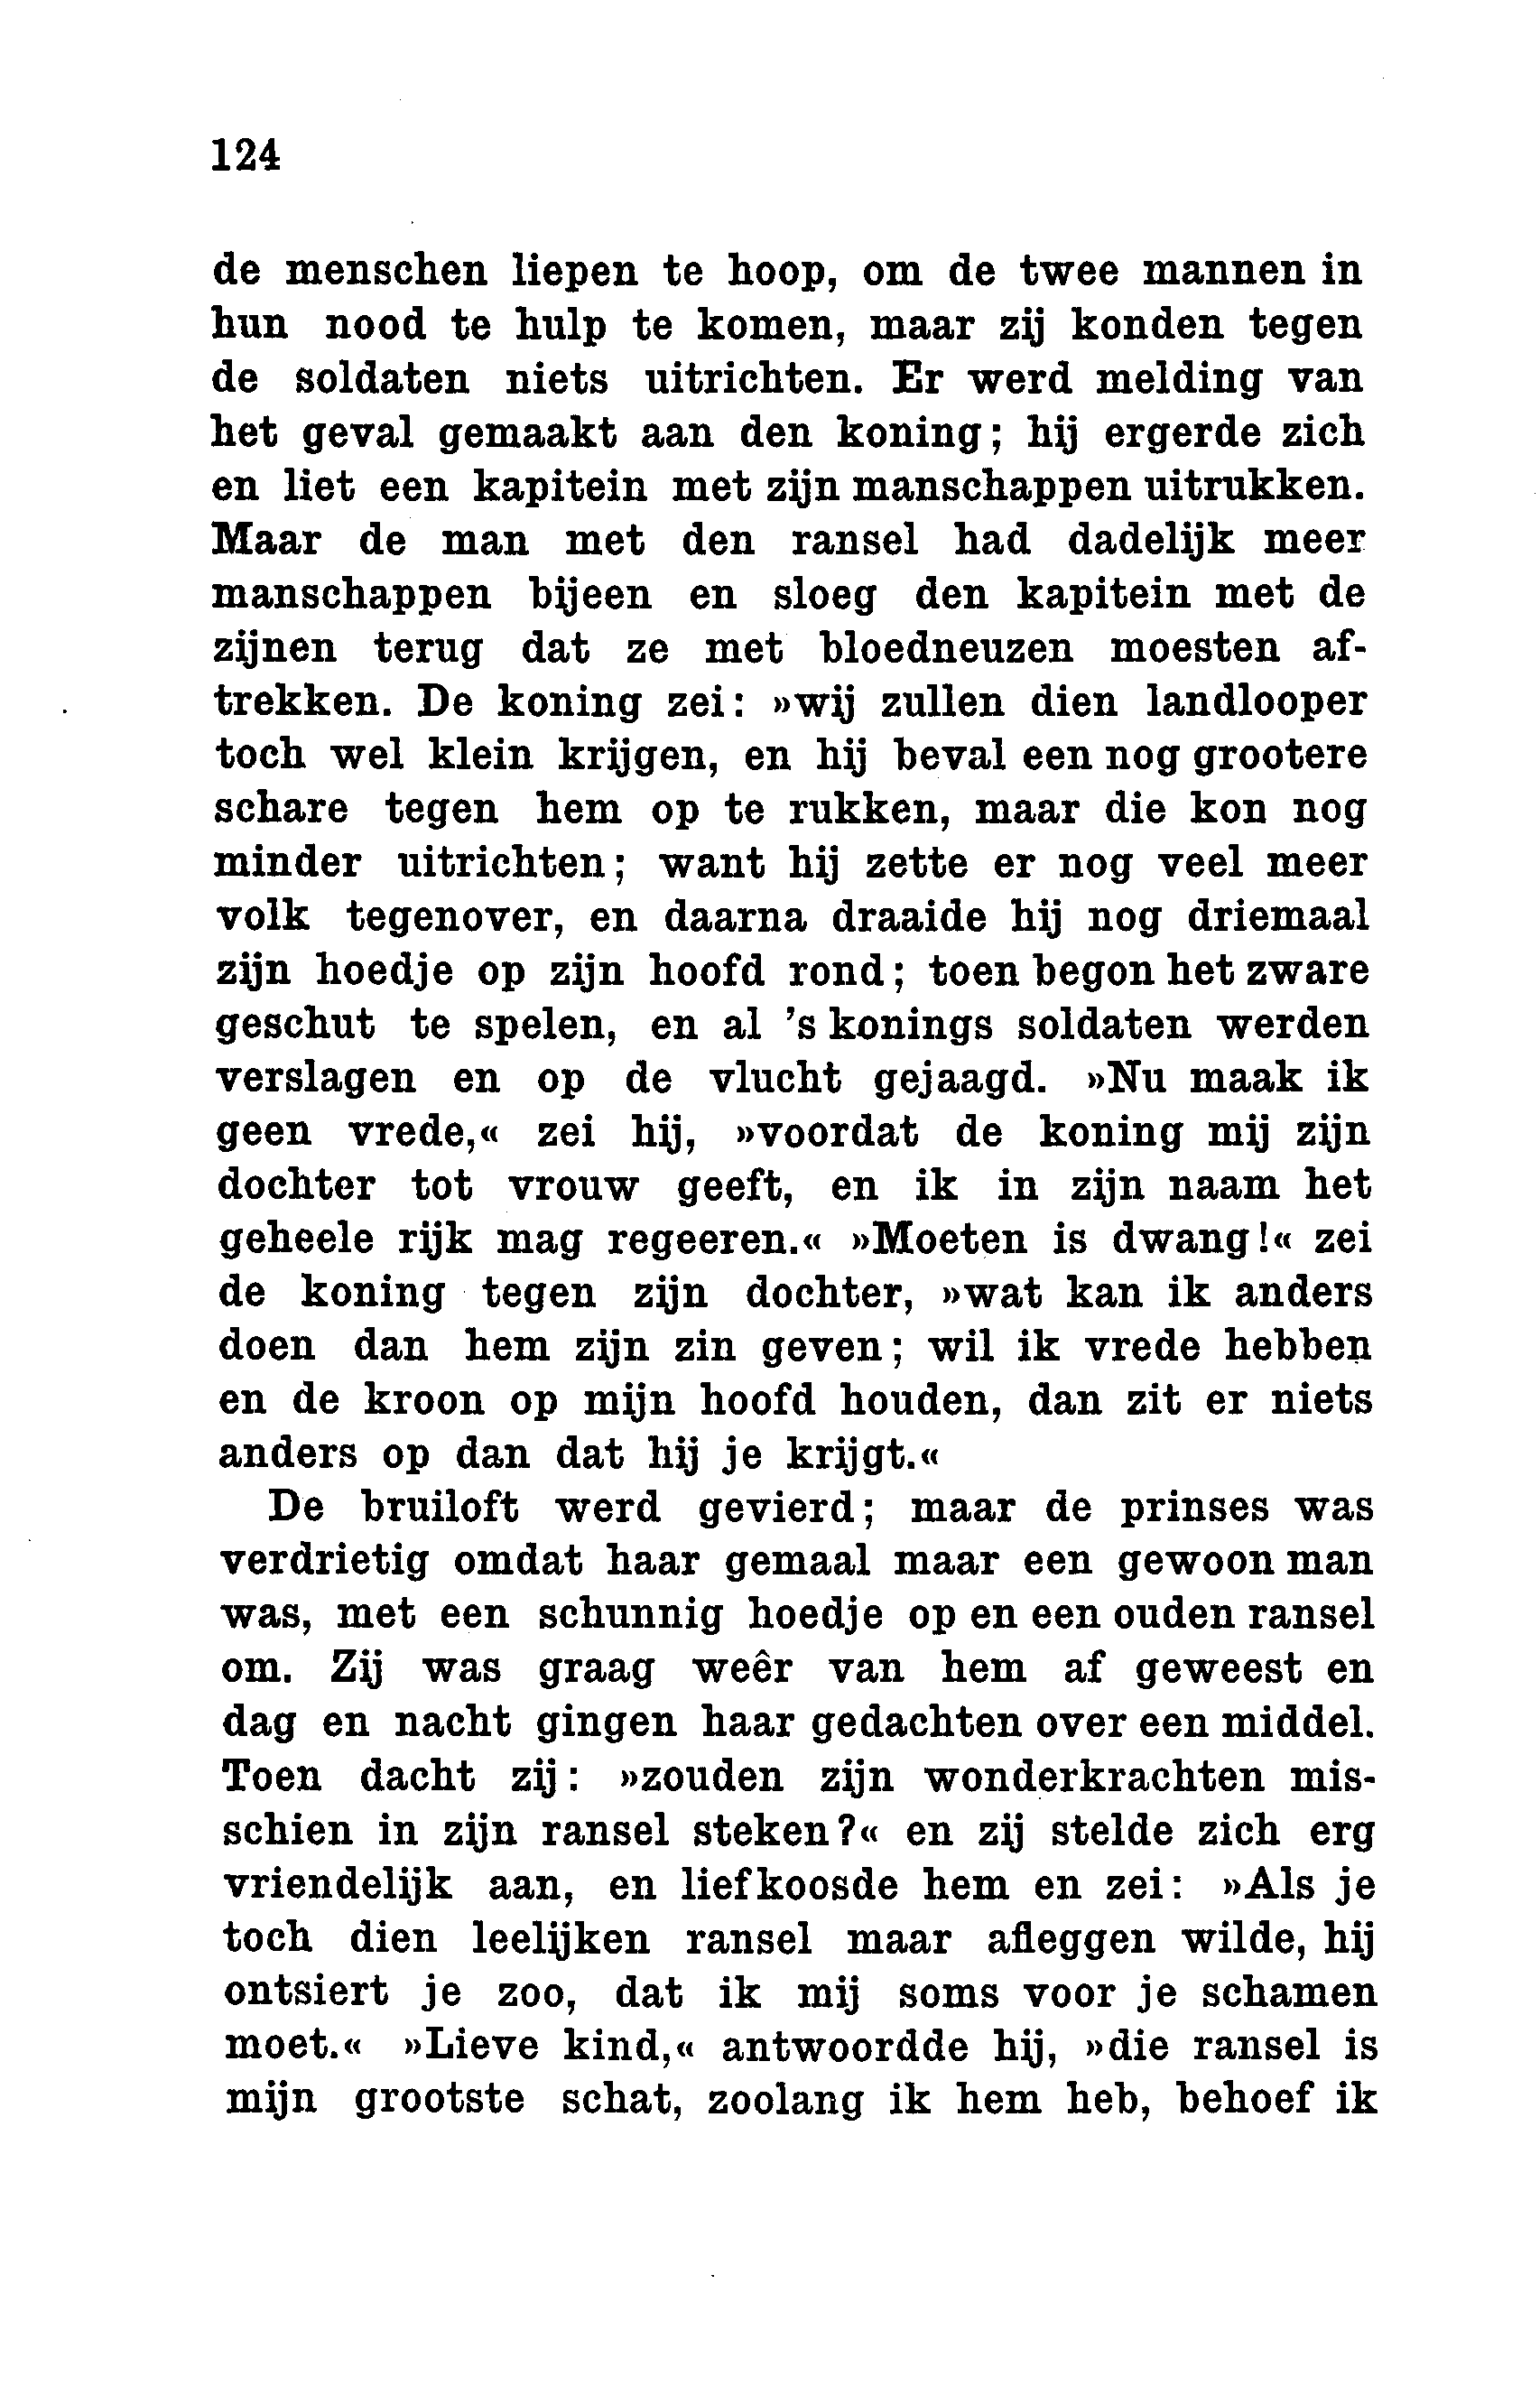 124
de menschen liepen te hoop, om de twee mannen in
hun nood te hulp te komen, maar zij konden tegen
de soldaten niets uitrichten. Er werd melding van
het geval gemaakt aan den koning; hij ergerde zich
en liet een kapitein met zijn manschappen uitrukken.
Maar de man met den ransel had dadelijk meer
manschappen bijeen en sloeg den kapitein met de
zijnen terug dat ze met bloedneuzen moesten af-
trekken. De koning zei: »wij zullen dien landlooper
toch wel klein krijgen, en hij beval een nog grootere
schare tegen hem op te rukken, maar die kon nog
minder uitrichten; want hij zette er nog veel meer
volk tegenover, en daarna draaide hij nog driemaal
zijn hoedje op zijn hoofd rond; toen begon het zware
geschut te spelen, en al 's konings soldaten werden
verslagen en op de vlucht gejaagd. »Nu maak ik
geen vrede,« zei hij, »voordat de koning mij zijn
dochter tot vrouw geeft, en ik in zijn naam het
geheele rijk mag regeeren.« »Moeten is dwang!« zei
de koning tegen zijn dochter, »wat kan ik anders
doen dan hem zijn zin geven; wil ik vrede hebben
en de kroon op mijn hoofd houden, dan zit er niets
anders op dan dat hij je krijgt.«
De bruiloft werd gevierd; maar de prinses was
verdrietig omdat haar gemaal maar een gewoon man
was, met een schunnig hoedje op en een ouden ransel
om. Zij was graag weêr van hem af geweest en
dag en nacht gingen haar gedachten over een middel.
Toen dacht zij: »zouden zijn wonderkrachten mis-
schien in zijn ransel steken?« en zij stelde zich erg
vriendelijk aan, en liefkoosde hem en zei: »Als je
toch dien leelijken ransel maar afleggen wilde, hij
ontsiert je zoo, dat ik mij soms voor je schamen
moet.« »Lieve kind,« antwoordde hij, »die ransel is
mijn grootste schat, zoolang ik hem heb, behoef ik